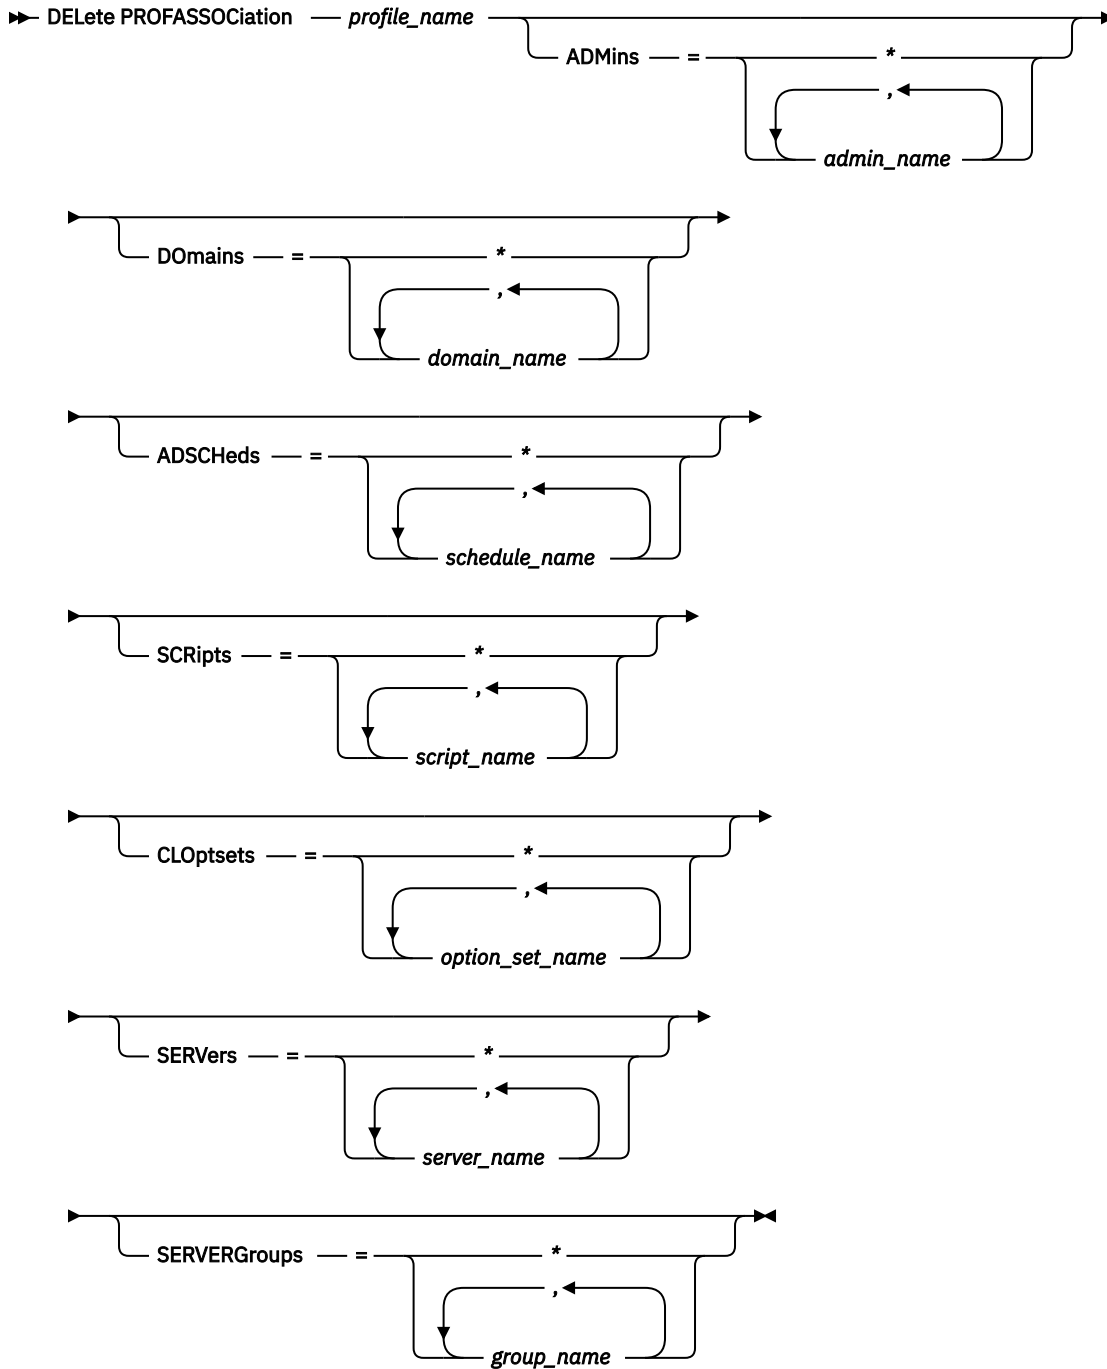 DELete PROFASSOCiation profile_name
ADMins = *
,
admin_name
DOmains = *
,
domain_name
ADSCHeds = *
,
schedule_name
SCRipts = *
,
script_name
CLOptsets = *
,
option_set_name
SERVers = *
,
server_name
SERVERGroups = *
,
group_name